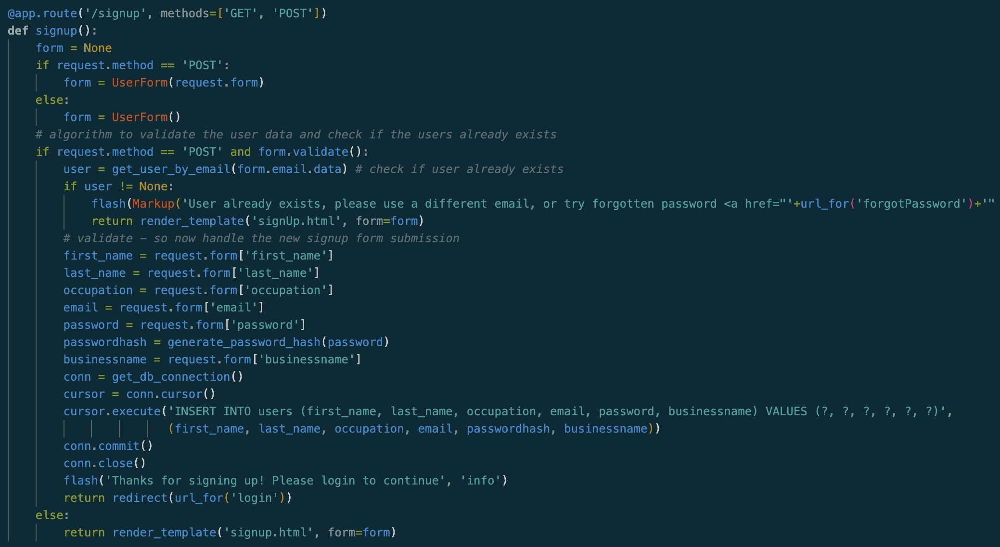 @app.route('/signup', methods=['GET', 'POST'])
def signup():
    form = None
    if request.method == 'POST':
        form = UserForm(request.form)
    else:
        form = UserForm()
    # algorithm to validate the user data and check if the users already exists
    if request.method == 'POST' and form.validate():
        user = get_user_by_email(form.email.data) # check if user already exists
        if user != None:
            flash(Markup('User already exists, please use a different email, or try forgotten password <a href="'+url_for('forgotPassword')+'"
            return render_template('signUp.html', form=form)
        # validate – so now handle the new signup form submission
        first_name = request.form['first_name']
        last_name = request.form['last_name']
        occupation = request.form['occupation']
        email = request.form['email']
        password = request.form['password']
        passwordhash = generate_password_hash(password)
        businessname = request.form['businessname']
        conn = get_db_connection()
        cursor = conn.cursor()
        cursor.execute('INSERT INTO users (first_name, last_name, occupation, email, password, businessname) VALUES (?, ?, ?, ?, ?, ?)',
                       (first_name, last_name, occupation, email, passwordhash, businessname))
        conn.commit()
        conn.close()
        flash('Thanks for signing up! Please login to continue', 'info')
        return redirect(url_for('login'))
    else:
        return render_template('signup.html', form=form)